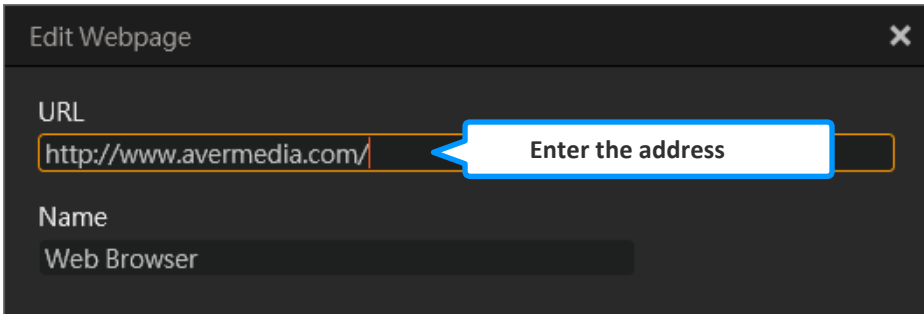 Edit Webpage
URL
http://www.avermedia.com/
Enter the address
Name
Web Browser